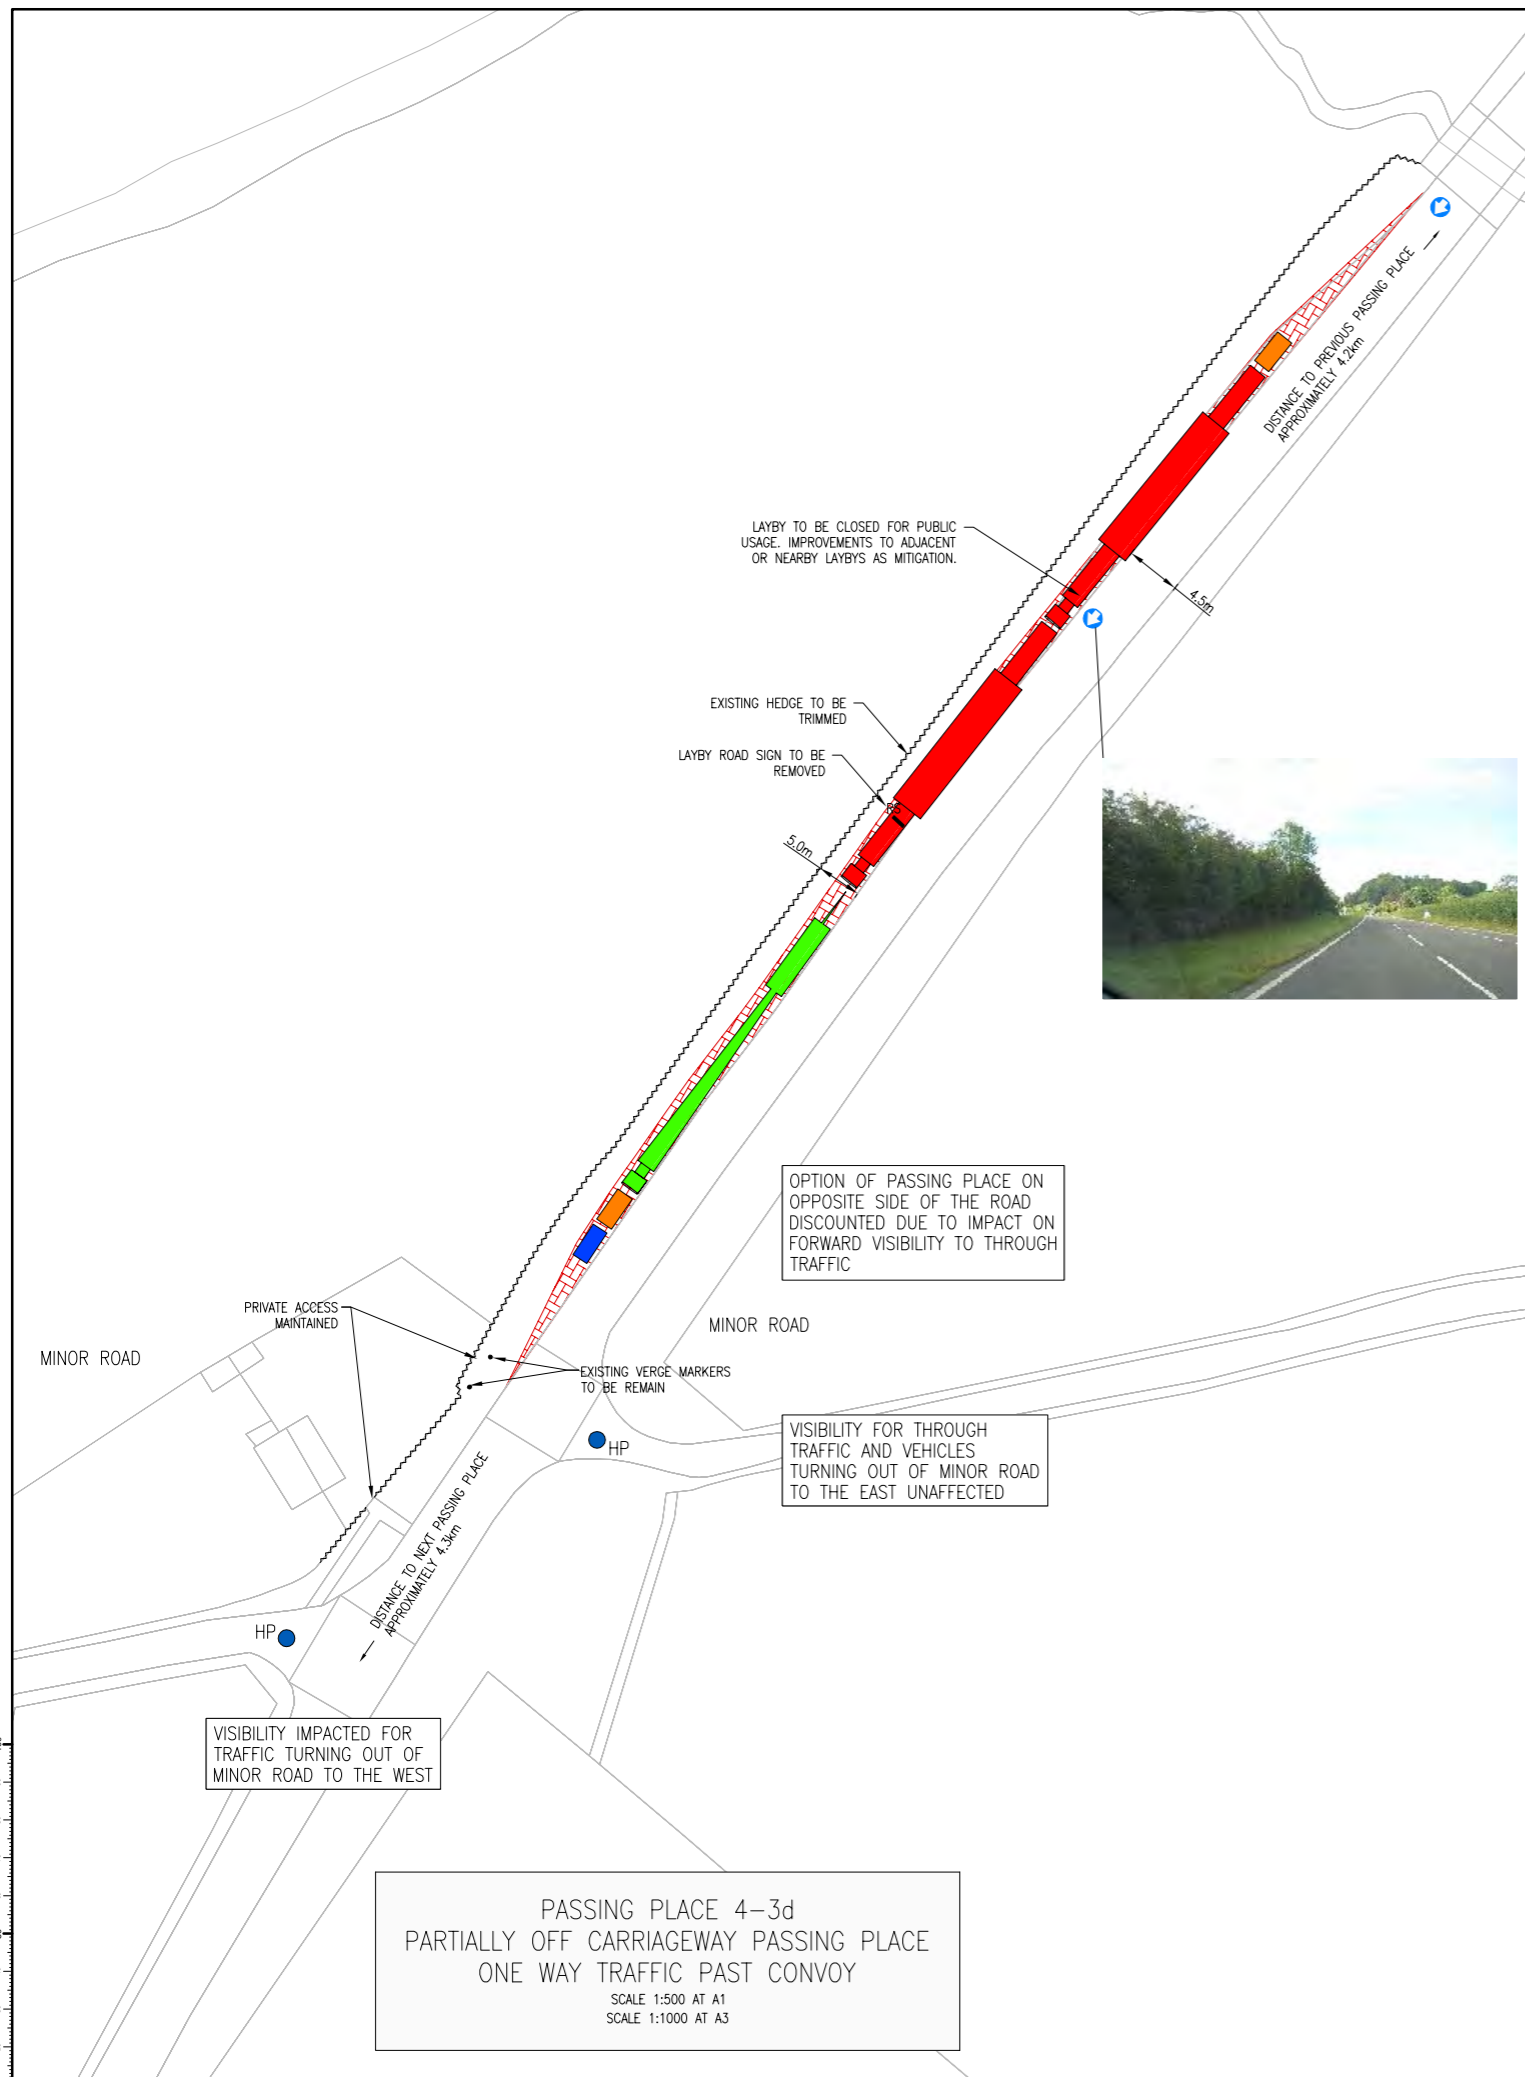 DISTANCE TO PREVIOUS PASSING PLACE
APPROXIMATELY 4.2km
LAYBY TO BE CLOSED FOR PUBLIC
USAGE. IMPROVEMENTS TO ADJACENT
OR NEARBY LAYBYS AS MITIGATION.
4.5m
EXISTING HEDGE TO BE
TRIMMED
LAYBY ROAD SIGN TO BE
REMOVED
RS
5.0m
OPTION OF PASSING PLACE ON
OPPOSITE SIDE OF THE ROAD
DISCOUNTED DUE TO IMPACT ON
FORWARD VISIBILITY TO THROUGH
TRAFFIC
PRIVATE ACCESS
MAINTAINED
MINOR ROAD
MINOR ROAD
EXISTING VERGE MARKERS
TO BE REMAIN
HP
VISIBILITY FOR THROUGH
TRAFFIC AND VEHICLES
TURNING OUT OF MINOR ROAD
TO THE EAST UNAFFECTED
DISTANCE TO NEXT PASSING PLACE
APPROXIMATELY 4.3km
HP
VISIBILITY IMPACTED FOR
TRAFFIC TURNING OUT OF
MINOR ROAD TO THE WEST
PASSING PLACE 4-3d
PARTIALLY OFF CARRIAGEWAY PASSING PLACE
ONE WAY TRAFFIC PAST CONVOY
SCALE 1:500 AT A1
SCALE 1:1000 AT A3